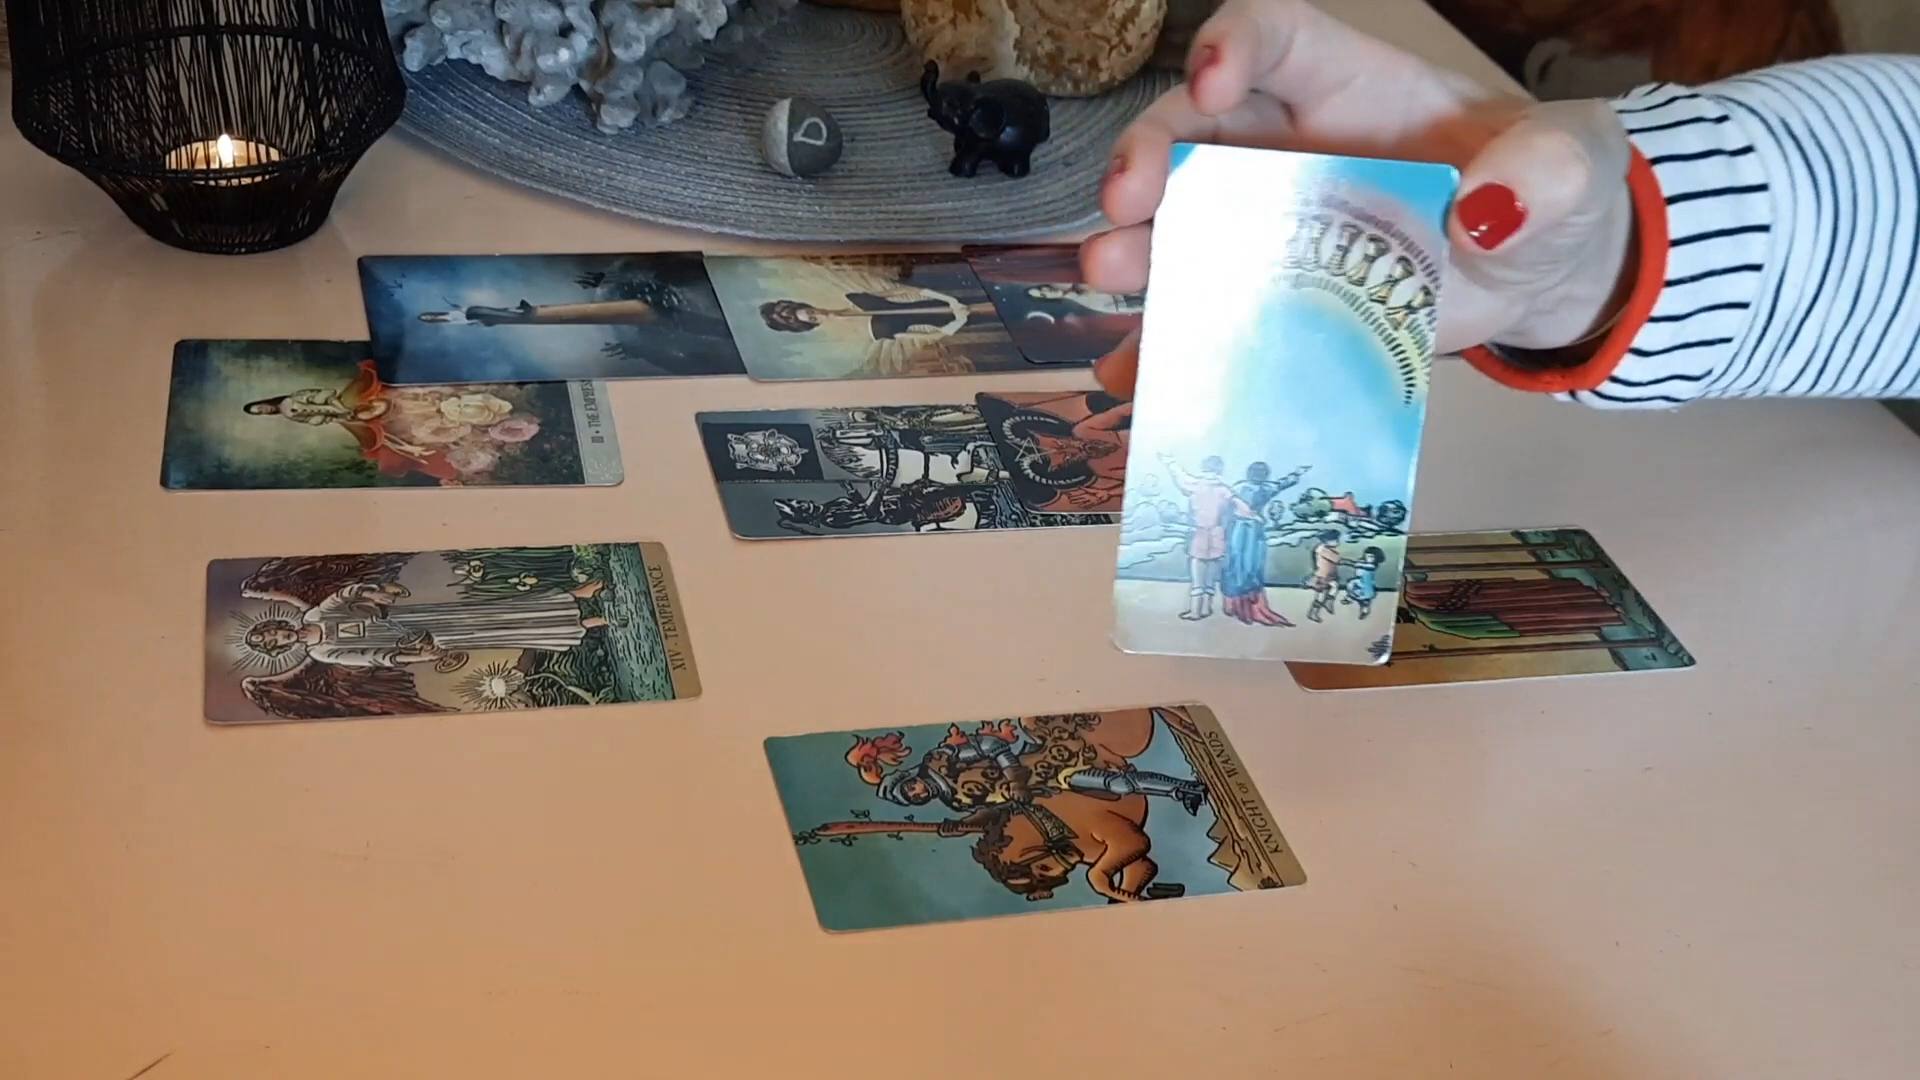 D
III • THE EMPRESS
XIV • TEMPERANCE
KNIGHT OF WANDS